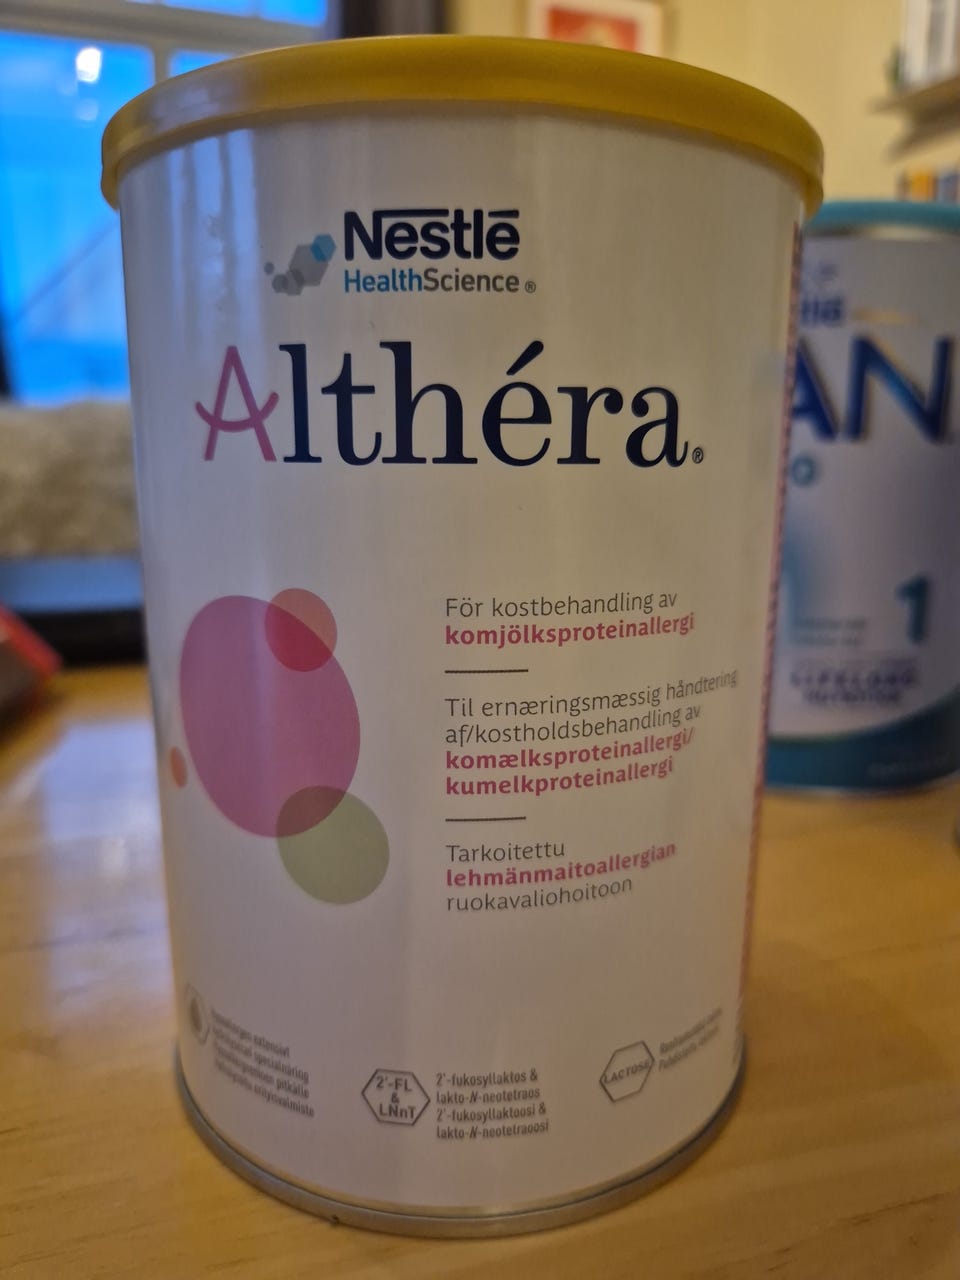 Nestlé
HealthScience®
Althéra®
För kostbehandling av
komjölksproteinallergi
Til ernæringsmæssig håndtering
af/kostholdsbehandling av
komælksproteinallergi/
kumelkproteinallergi
Tarkoitettu
lehmänmaitoallergian
ruokavaliohoitoon
2'-FL
&
LNnT
2'-fukosyllaktos &
lakto-N-neotetraos
2'-fukosyllaktoosi &
lakto-N-neotetraoosi
LACTOSE
AN
1